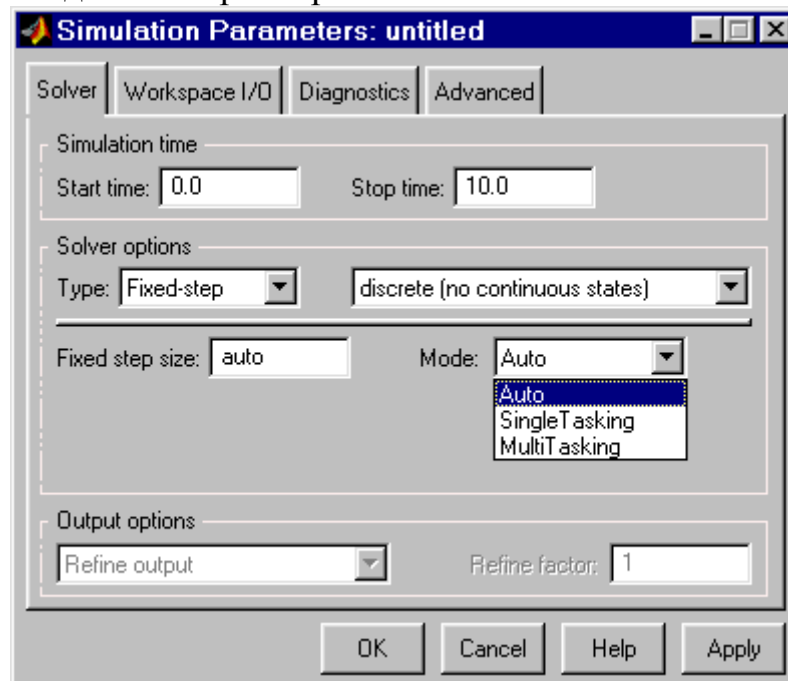 Simulation Parameters: untitled
Solver Workspace I/O Diagnostics Advanced
Simulation time
Start time: 0.0 Stop time: 10.0
Solver options
Type: Fixed-step discrete (no continuous states)
Fixed step size: auto Mode: Auto
Auto
SingleTasking
MultiTasking
Output options
Refine output Refine factor: 1
OK Cancel Help Apply